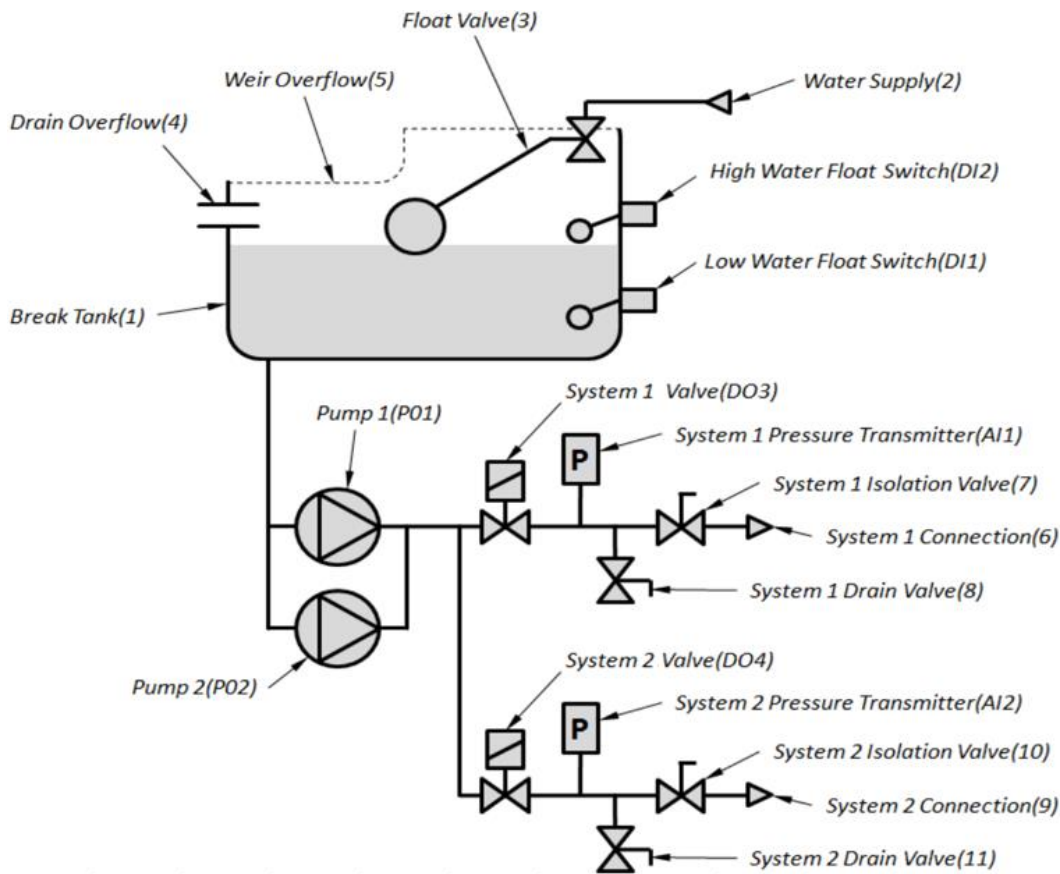 Float Valve(3)
Weir Overflow(5)
Water Supply(2)
Drain Overflow(4)
High Water Float Switch(DI2)
Low Water Float Switch(DI1)
Break Tank(1)
System 1 Valve(DO3)
Pump 1(P01)
System 1 Pressure Transmitter(AI1)
P
System 1 Isolation Valve(7)
System 1 Connection(6)
System 1 Drain Valve(8)
System 2 Valve(DO4)
Pump 2(P02)
System 2 Pressure Transmitter(AI2)
P
System 2 Isolation Valve(10)
System 2 Connection(9)
System 2 Drain Valve(11)